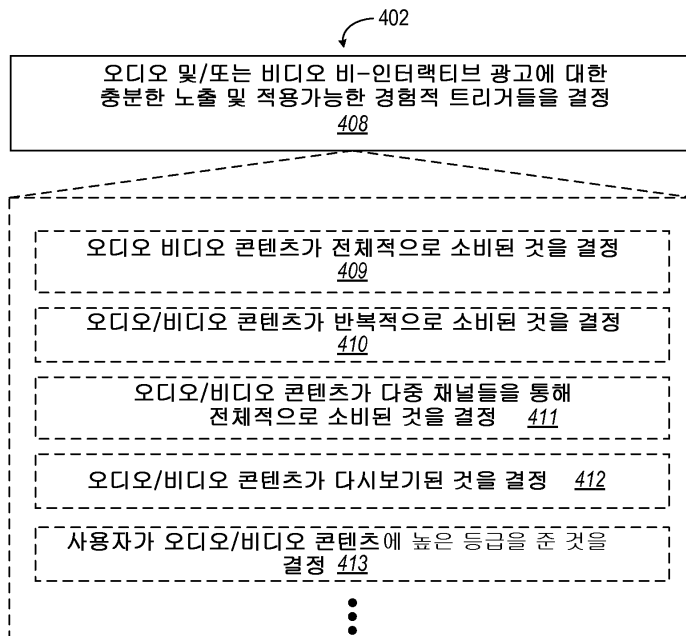 402
오디오 및/또는 비디오 비-인터랙티브 광고에 대한
충분한 노출 및 적용가능한 경험적 트리거들을 결정
408
오디오 비디오 콘텐츠가 전체적으로 소비된 것을 결정
409
오디오/비디오 콘텐츠가 반복적으로 소비된 것을 결정
410
오디오/비디오 콘텐츠가 다중 채널들을 통해
전체적으로 소비된 것을 결정 411
오디오/비디오 콘텐츠가 다시보기된 것을 결정 412
사용자가 오디오/비디오 콘텐츠에 높은 등급을 준 것을
결정 413